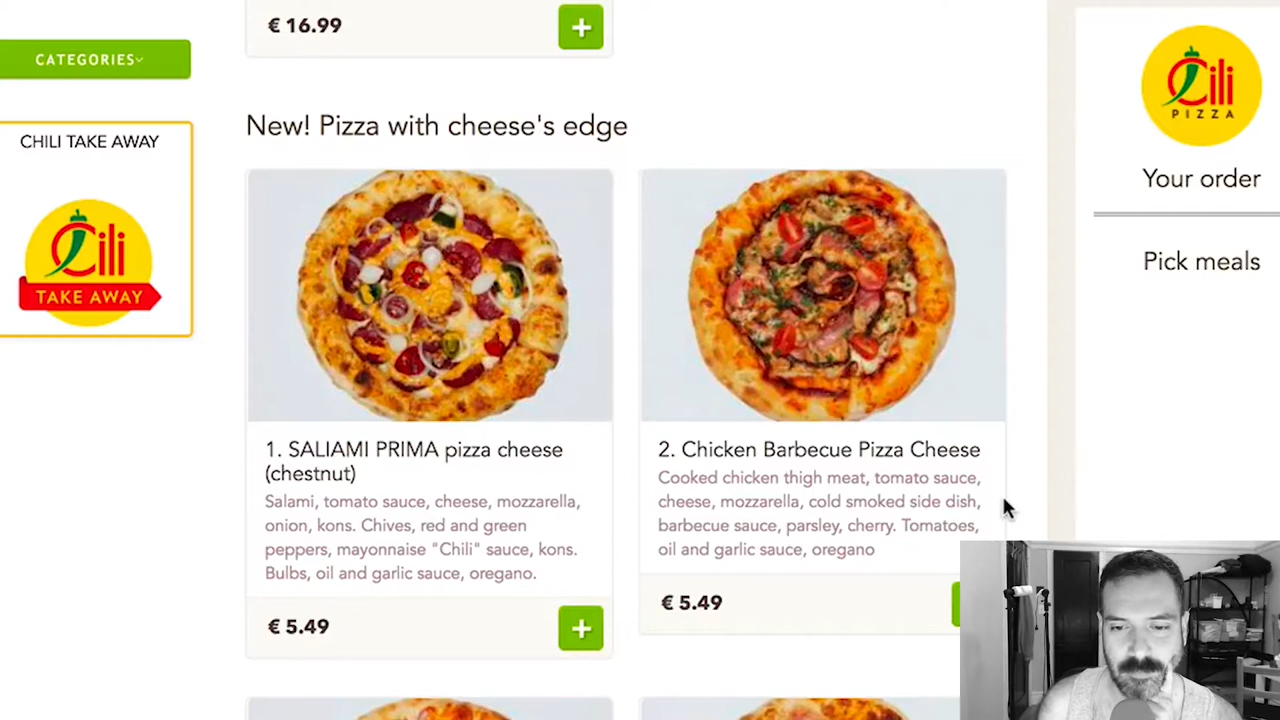 € 16.99
+
CATEGORIES
CHILI TAKE AWAY
Čili
TAKE AWAY
New! Pizza with cheese's edge
1. SALIAMI PRIMA pizza cheese
(chestnut)
Salami, tomato sauce, cheese, mozzarella,
onion, kons. Chives, red and green
peppers, mayonnaise "Chili" sauce, kons.
Bulbs, oil and garlic sauce, oregano.
€ 5.49
+
2. Chicken Barbecue Pizza Cheese
Cooked chicken thigh meat, tomato sauce,
cheese, mozzarella, cold smoked side dish,
barbecue sauce, parsley, cherry. Tomatoes,
oil and garlic sauce, oregano
€ 5.49
Čili
PIZZA
Your order
Pick meals